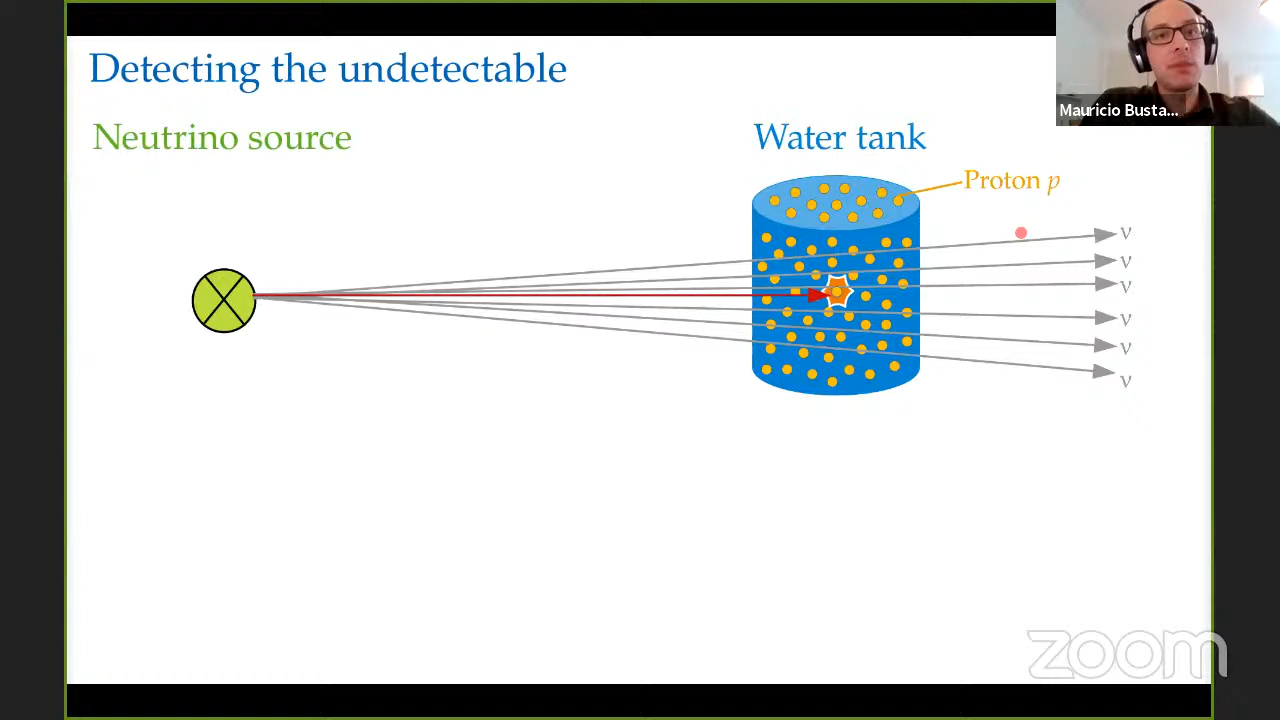 Detecting the undetectable
Mauricio Busta...
Neutrino source
Water tank
Proton p
ν
ν
ν
ν
ν
ν
zoom